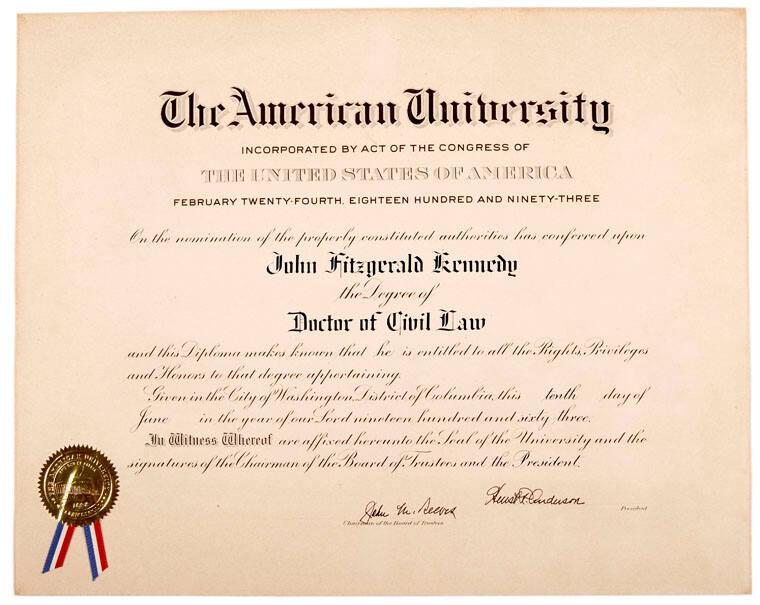 The American University
INCORPORATED BY ACT OF THE CONGRESS OF
THE UNITED STATES OF AMERICA
FEBRUARY TWENTY-FOURTH, EIGHTEEN HUNDRED AND NINETY-THREE
On the nomination of the properly constituted authorities has conferred upon
John Fitzgerald Kennedy
the Degree of
Doctor of Civil Law
and this Diploma makes known that he is entitled to all the Rights, Privileges
and Honors to that degree appertaining.
Given in the City of Washington, District of Columbia, this tenth day of
June in the year of our Lord nineteen hundred and sixty three.
In Witness Whereof are affixed hereunto the Seal of the University and the
signatures of the Chairman of the Board of Trustees and the President.
John M. Reeves
Chairman of the Board of Trustees
Hurst R. Anderson
President